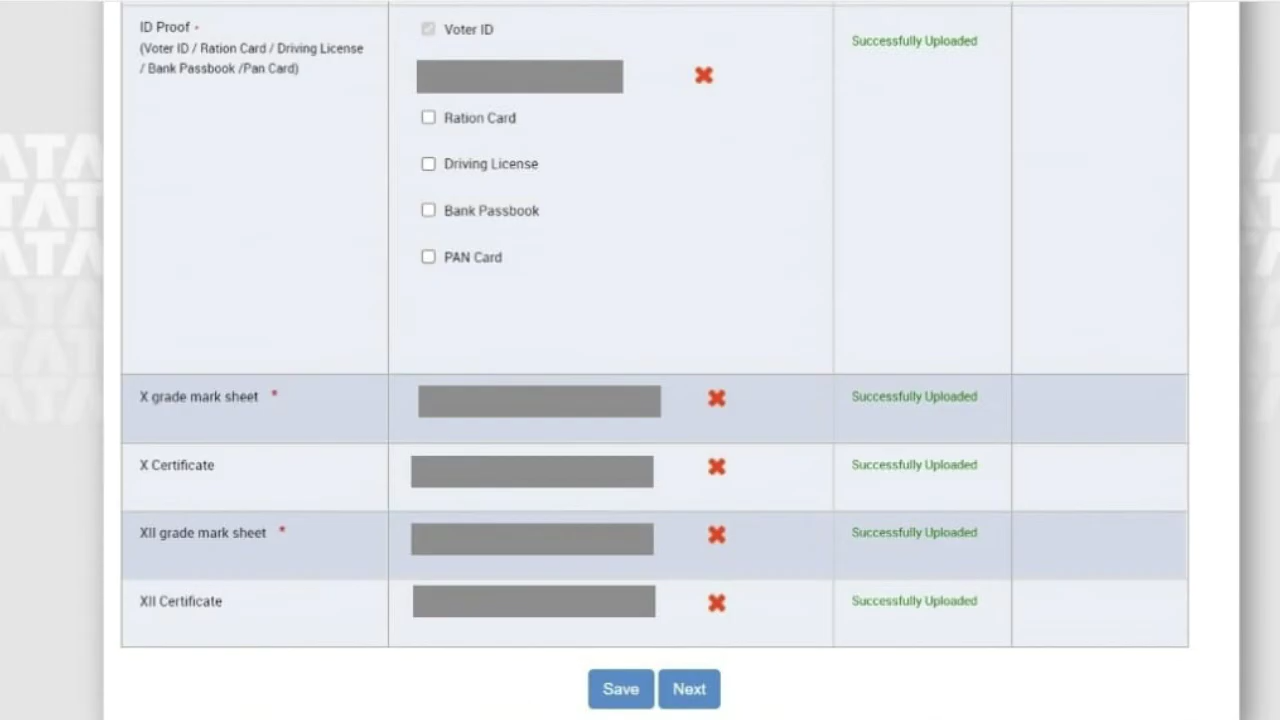 ID Proof -
(Voter ID / Ration Card / Driving License
/ Bank Passbook /Pan Card)
Voter ID
Successfully Uploaded
Ration Card
Driving License
Bank Passbook
PAN Card
X grade mark sheet *
Successfully Uploaded
X Certificate
Successfully Uploaded
XII grade mark sheet *
Successfully Uploaded
XII Certificate
Successfully Uploaded
Save
Next